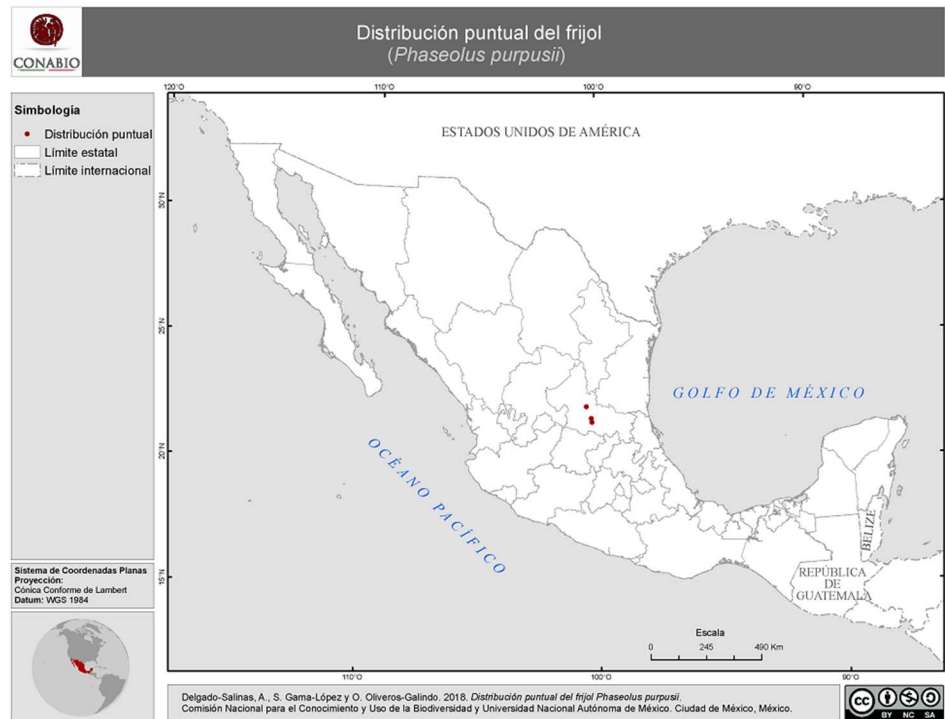 CONABIO
Distribución puntual del frijol
(Phaseolus purpusii)
Simbología
Distribución puntual
Límite estatal
Límite internacional
120°O
110°O
100°O
90°O
30°N
25°N
20°N
15°N
ESTADOS UNIDOS DE AMÉRICA
GOLFO DE MÉXICO
OCÉANO PACÍFICO
BELIZE
REPÚBLICA
DE
GUATEMALA
Escala
0 245 490 Km
110°O
100°O
90°O
Sistema de Coordenadas Planas
Proyección:
Cónica Conforme de Lambert
Datum: WGS 1984
Delgado-Salinas, A., S. Gama-López y O. Oliveros-Galindo. 2018. Distribución puntual del frijol Phaseolus purpusii.
Comisión Nacional para el Conocimiento y Uso de la Biodiversidad y Universidad Nacional Autónoma de México. Ciudad de México, México.
cc
BY NC SA